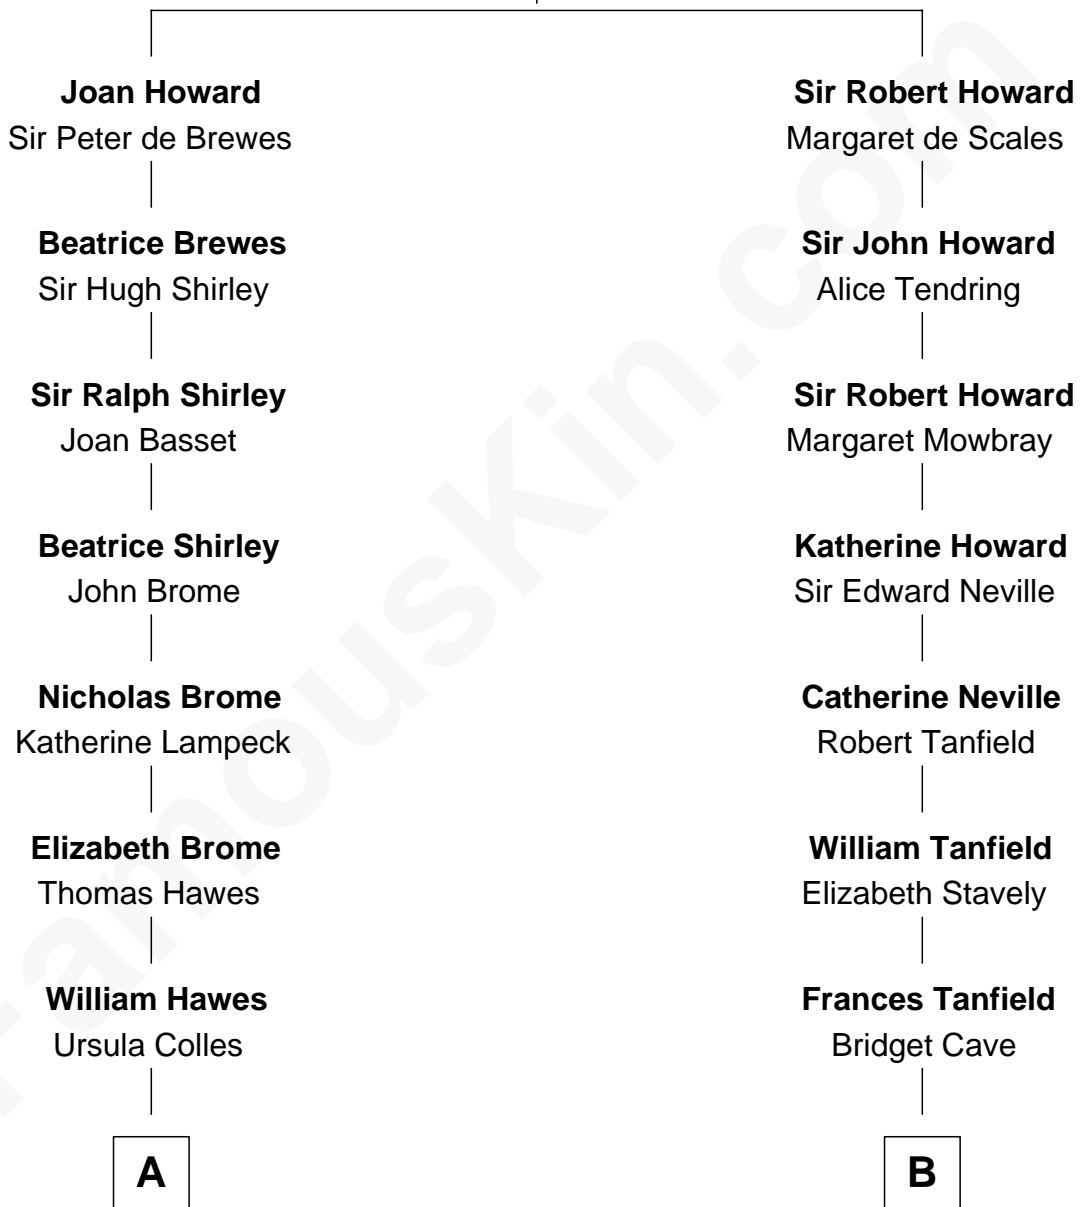 Joan Howard
Sir Peter de Brewes
Beatrice Brewes
Sir Hugh Shirley
Sir Ralph Shirley
Joan Basset
Beatrice Shirley
John Brome
Nicholas Brome
Katherine Lampeck
Elizabeth Brome
Thomas Hawes
William Hawes
Ursula Colles
A
Sir Robert Howard
Margaret de Scales
Sir John Howard
Alice Tendring
Sir Robert Howard
Margaret Mowbray
Katherine Howard
Sir Edward Neville
Catherine Neville
Robert Tanfield
William Tanfield
Elizabeth Stavely
Frances Tanfield
Bridget Cave
B
FamousKin.com